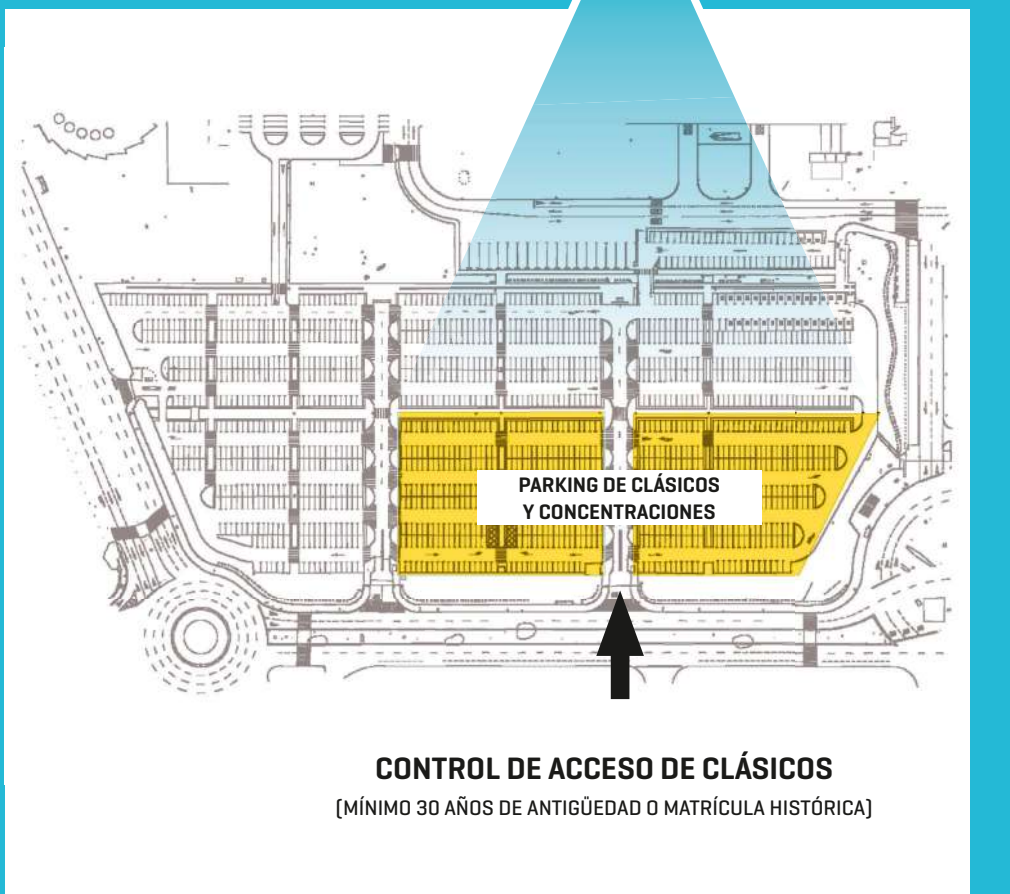 PARKING DE CLÁSICOS
Y CONCENTRACIONES
CONTROL DE ACCESO DE CLÁSICOS
(MÍNIMO 30 AÑOS DE ANTIGÜEDAD O MATRÍCULA HISTÓRICA)